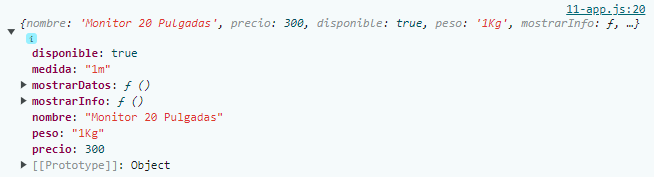 11-app.js:20
{nombre: 'Monitor 20 Pulgadas', precio: 300, disponible: true, peso: '1Kg', mostrarInfo: ƒ, …}
i
disponible: true
medida: "1m"
mostrarDatos: ƒ ()
mostrarInfo: ƒ ()
nombre: "Monitor 20 Pulgadas"
peso: "1Kg"
precio: 300
[[Prototype]]: Object